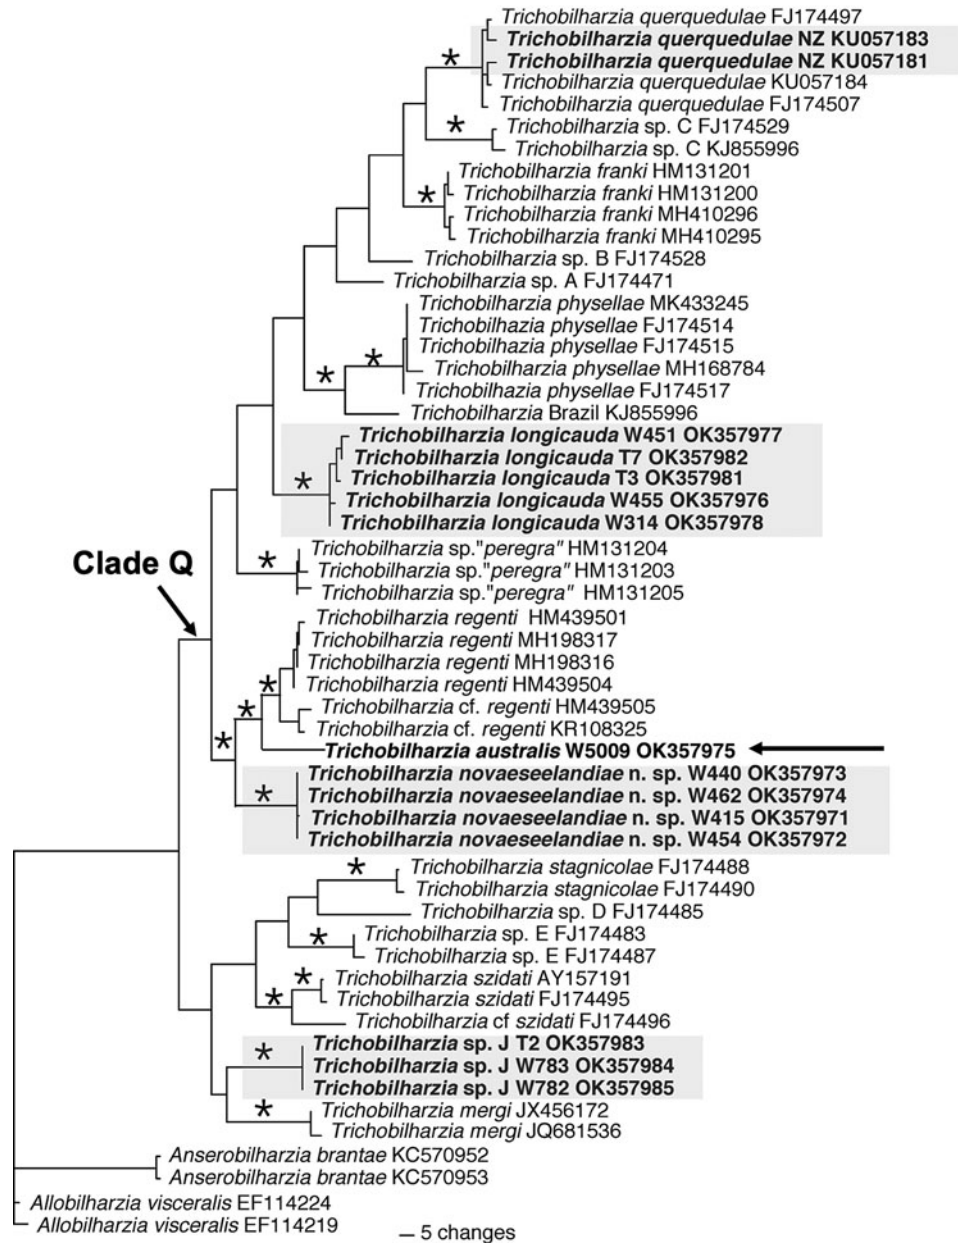 Trichobilharzia querquedulae FJ174497
Trichobilharzia querquedulae NZ KU057183
Trichobilharzia querquedulae NZ KU057181
Trichobilharzia querquedulae KU057184
Trichobilharzia querquedulae FJ174507
Trichobilharzia sp. C FJ174529
Trichobilharzia sp. C KJ855996
Trichobilharzia franki HM131201
Trichobilharzia franki HM131200
Trichobilharzia franki MH410296
Trichobilharzia franki MH410295
Trichobilharzia sp. B FJ174528
Trichobilharzia sp. A FJ174471
Trichobilharzia physellae MK433245
Trichobilhazia physellae FJ174514
Trichobilhazia physellae FJ174515
Trichobilharzia physellae MH168784
Trichobilhazia physellae FJ174517
Trichobilharzia Brazil KJ855996
Trichobilharzia longicauda W451 OK357977
Trichobilharzia longicauda T7 OK357982
Trichobilharzia longicauda T3 OK357981
Trichobilharzia longicauda W455 OK357976
Trichobilharzia longicauda W314 OK357978
Trichobilharzia sp."peregra" HM131204
Clade Q
Trichobilharzia sp."peregra" HM131203
Trichobilharzia sp."peregra" HM131205
Trichobilharzia regenti HM439501
Trichobilharzia regenti MH198317
Trichobilharzia regenti MH198316
Trichobilharzia regenti HM439504
Trichobilharzia cf. regenti HM439505
Trichobilharzia cf. regenti KR108325
Trichobilharzia australis W5009 OK357975
Trichobilharzia novaeseelandiae n. sp. W440 OK357973
Trichobilharzia novaeseelandiae n. sp. W462 OK357974
Trichobilharzia novaeseelandiae n. sp. W415 OK357971
Trichobilharzia novaeseelandiae n. sp. W454 OK357972
Trichobilharzia stagnicolae FJ174488
Trichobilharzia stagnicolae FJ174490
Trichobilharzia sp. D FJ174485
Trichobilharzia sp. E FJ174483
Trichobilharzia sp. E FJ174487
Trichobilharzia szidati AY157191
Trichobilharzia szidati FJ174495
Trichobilharzia cf szidati FJ174496
Trichobilharzia sp. J T2 OK357983
Trichobilharzia sp. J W783 OK357984
Trichobilharzia sp. J W782 OK357985
Trichobilharzia mergi JX456172
Trichobilharzia mergi JQ681536
Anserobilharzia brantae KC570952
Anserobilharzia brantae KC570953
Allobilharzia visceralis EF114224
Allobilharzia visceralis EF114219
5 changes